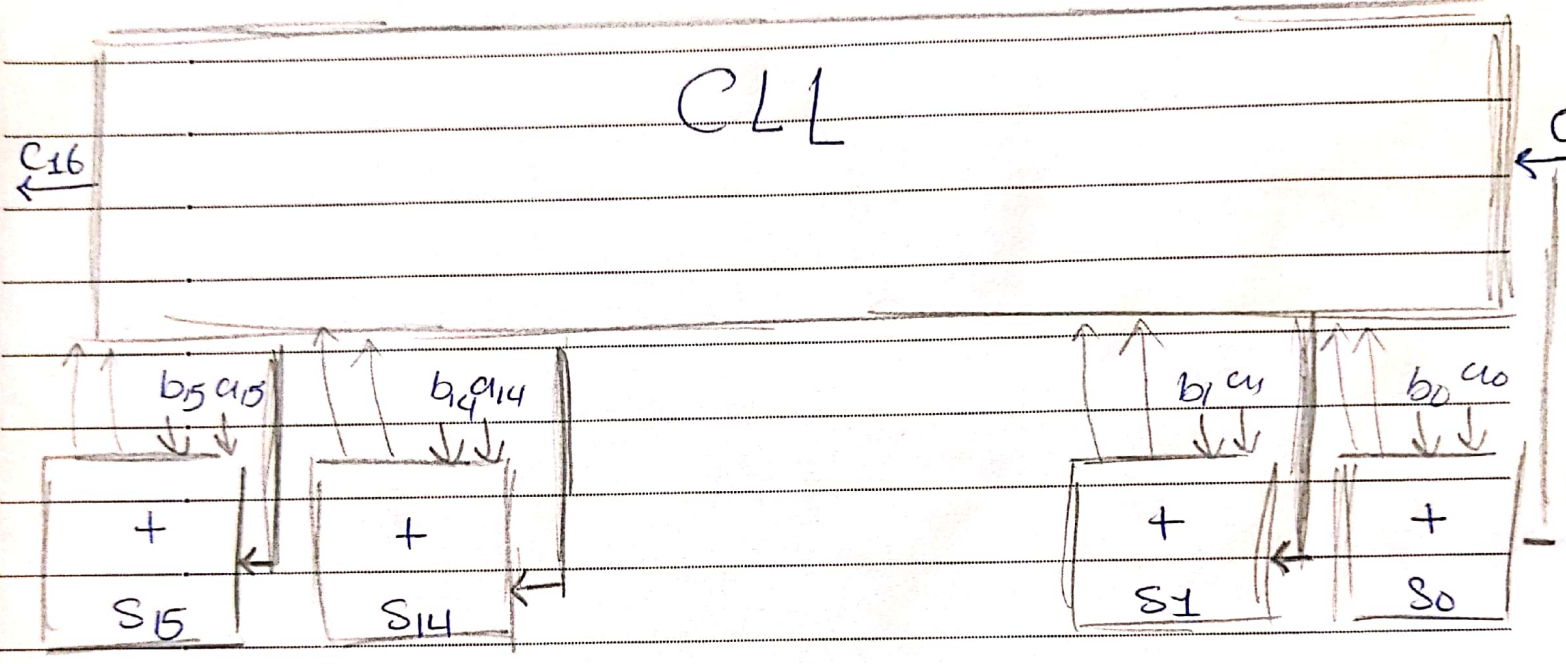 CLL
C16 C
b15 a15 b14 a14 b1 a1 b0 a0
+ + + +
S15 S14 S1 S0